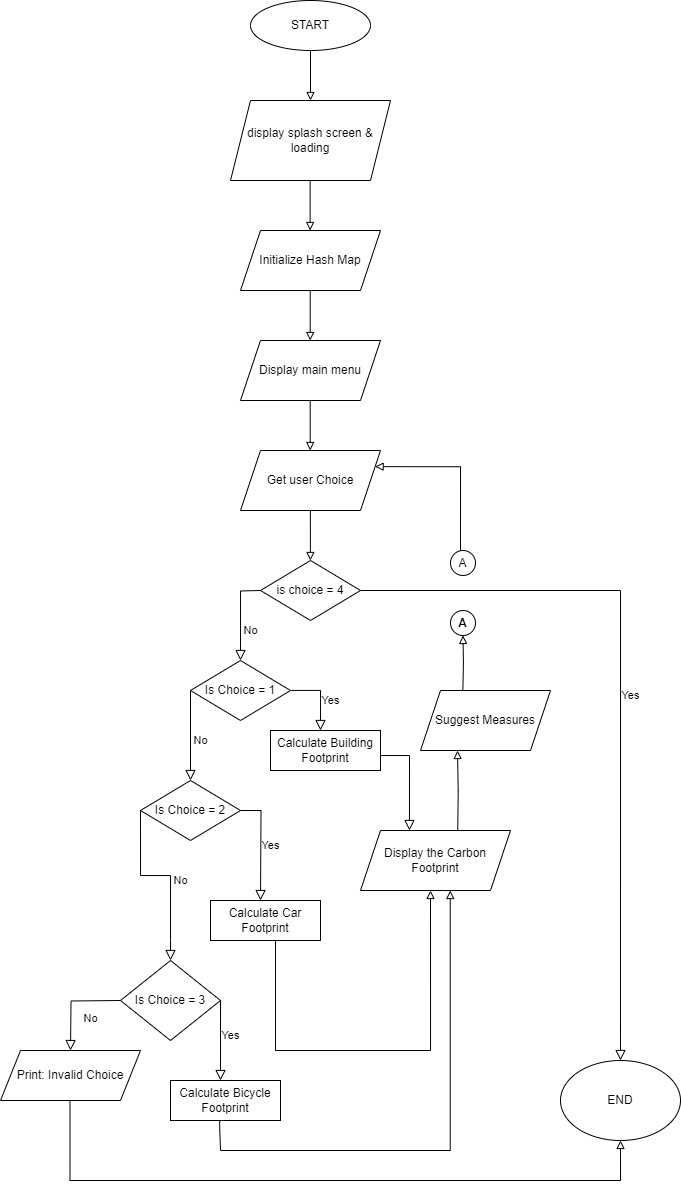 START
display splash screen &
loading
Initialize Hash Map
Display main menu
Get user Choice
A
is choice = 4
No
A
Is Choice = 1
Yes
Yes
Suggest Measures
No
Calculate Building
Footprint
Is Choice = 2
Yes
Display the Carbon
Footprint
No
Calculate Car
Footprint
Is Choice = 3
No
Yes
Print: Invalid Choice
Calculate Bicycle
Footprint
END